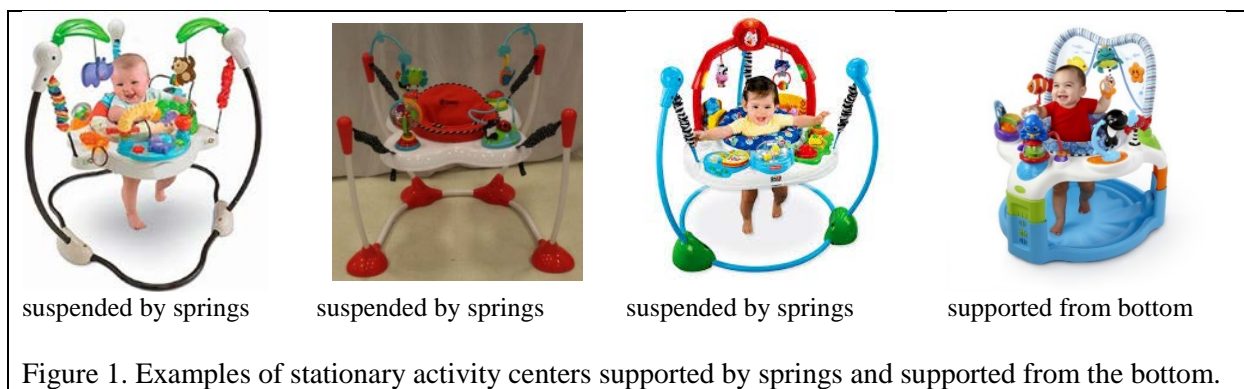 suspended by springs suspended by springs suspended by springs supported from bottom
Figure 1. Examples of stationary activity centers supported by springs and supported from the bottom.